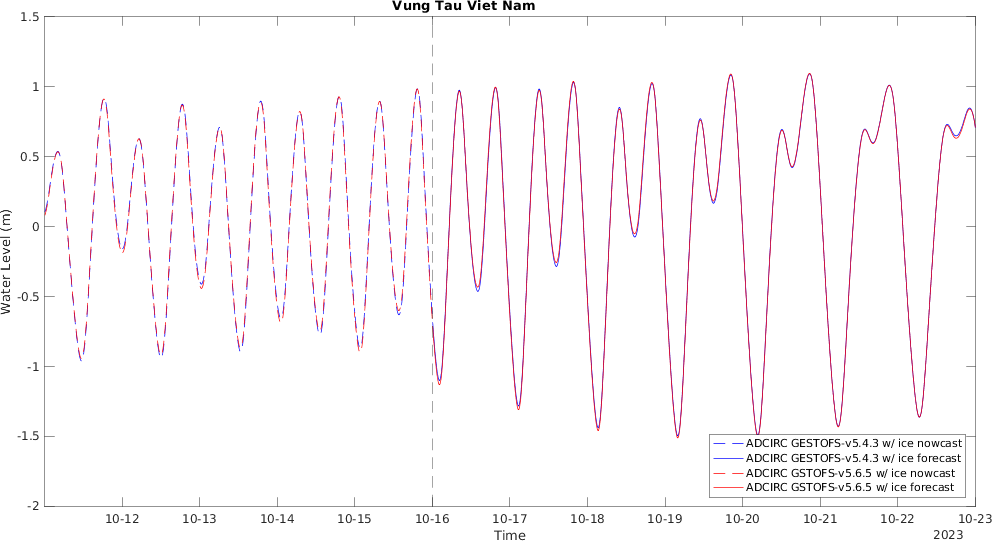 Vung Tau Viet Nam
1.5
1
0.5
0
-0.5
-1
-1.5
-2
Water Level (m)
ADCIRC GESTOFS-v5.4.3 w/ ice nowcast
ADCIRC GESTOFS-v5.4.3 w/ ice forecast
ADCIRC GSTOFS-v5.6.5 w/ ice nowcast
ADCIRC GSTOFS-v5.6.5 w/ ice forecast
10-12 10-13 10-14 10-15 10-16 10-17 10-18 10-19 10-20 10-21 10-22 10-23
Time
2023